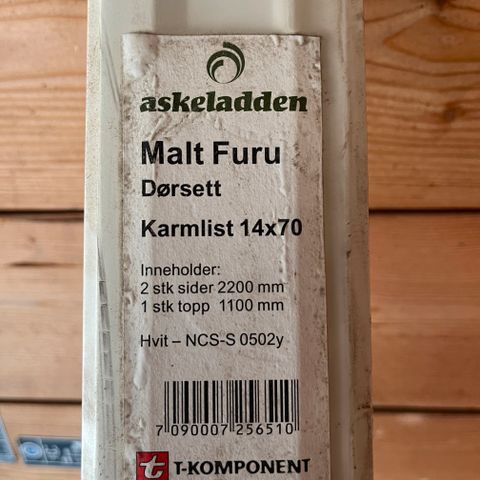 askeladden
Malt Furu
Dørsett
Karmlist 14x70
Inneholder:
2 stk sider 2200 mm
1 stk topp 1100 mm
Hvit – NCS-S 0502y
7 090007 256510
t T-KOMPONENT